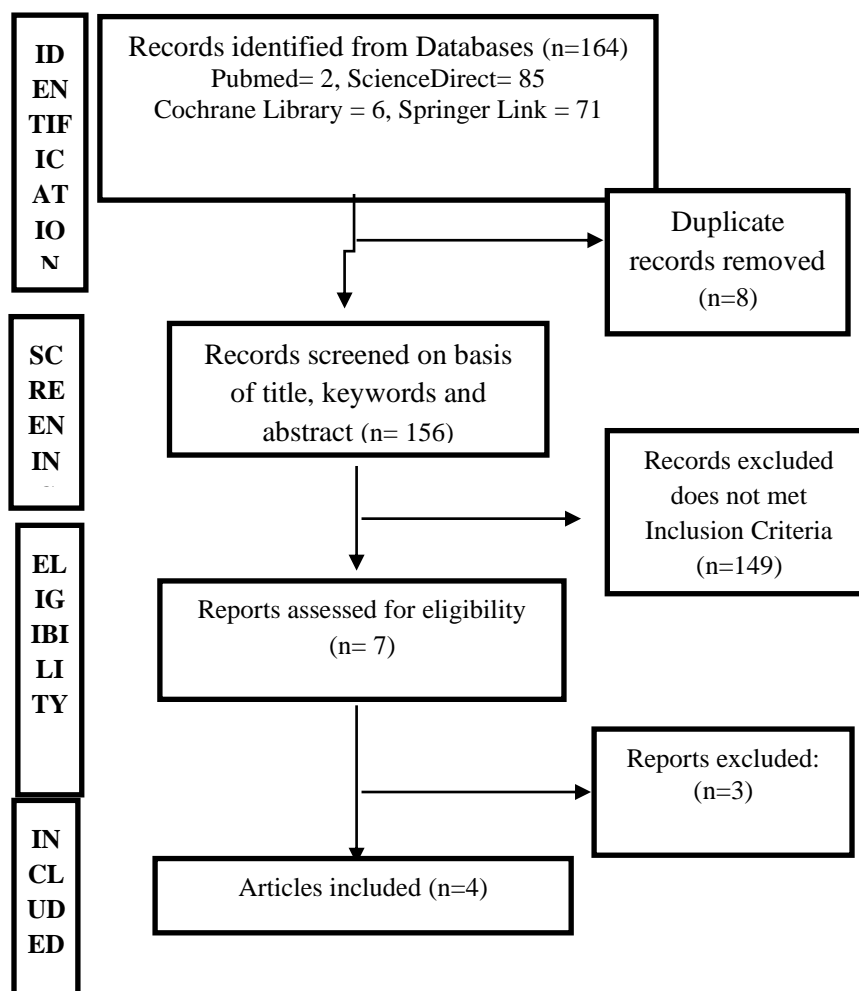 ID
EN
TIF
IC
AT
IO
N
Records identified from Databases (n=164)
Pubmed= 2, ScienceDirect= 85
Cochrane Library = 6, Springer Link = 71
Duplicate
records removed
(n=8)
SC
RE
EN
IN
Records screened on basis
of title, keywords and
abstract (n= 156)
Records excluded
does not met
Inclusion Criteria
(n=149)
EL
IG
IBI
LI
TY
Reports assessed for eligibility
(n= 7)
Reports excluded:
(n=3)
IN
CL
UD
ED
Articles included (n=4)